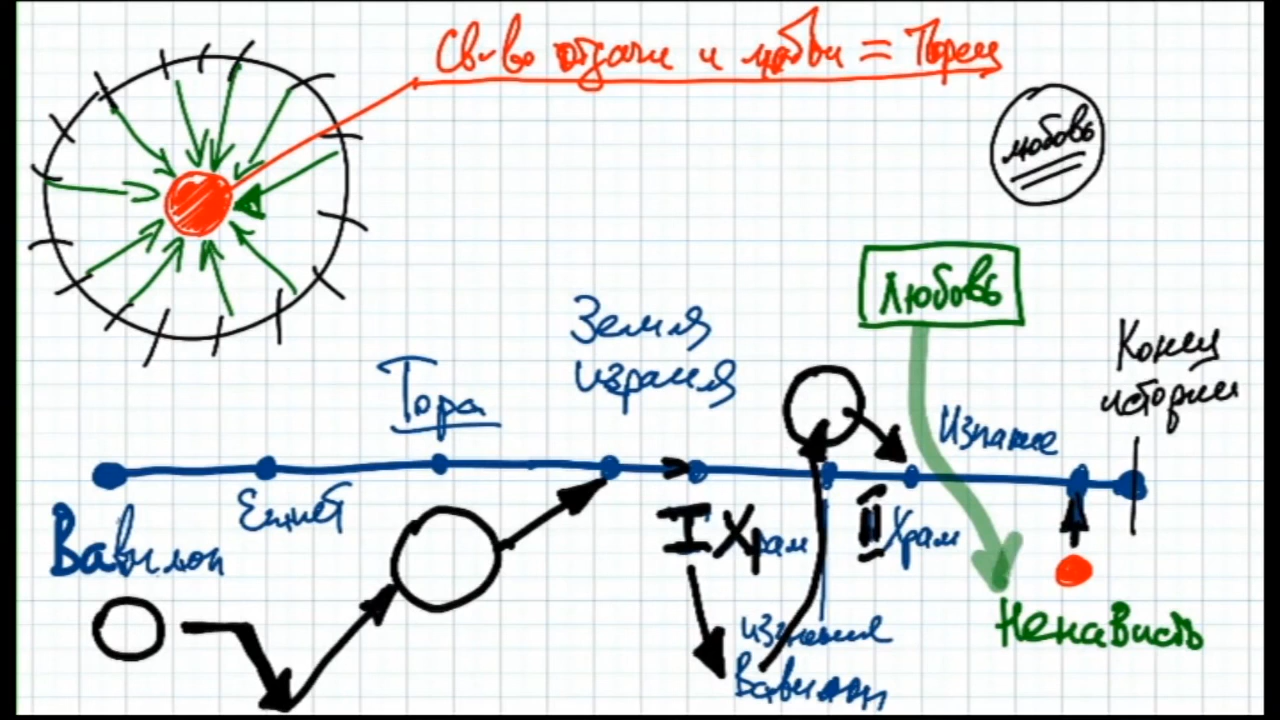 Св-во отдачи и любви = Творец
любовь
Любовь
Конец
истории
Земля
израиля
Тора
Изгнание
Египет
Вавилон
I Храм
II Храм
изгнание
Вавилон
Ненависть